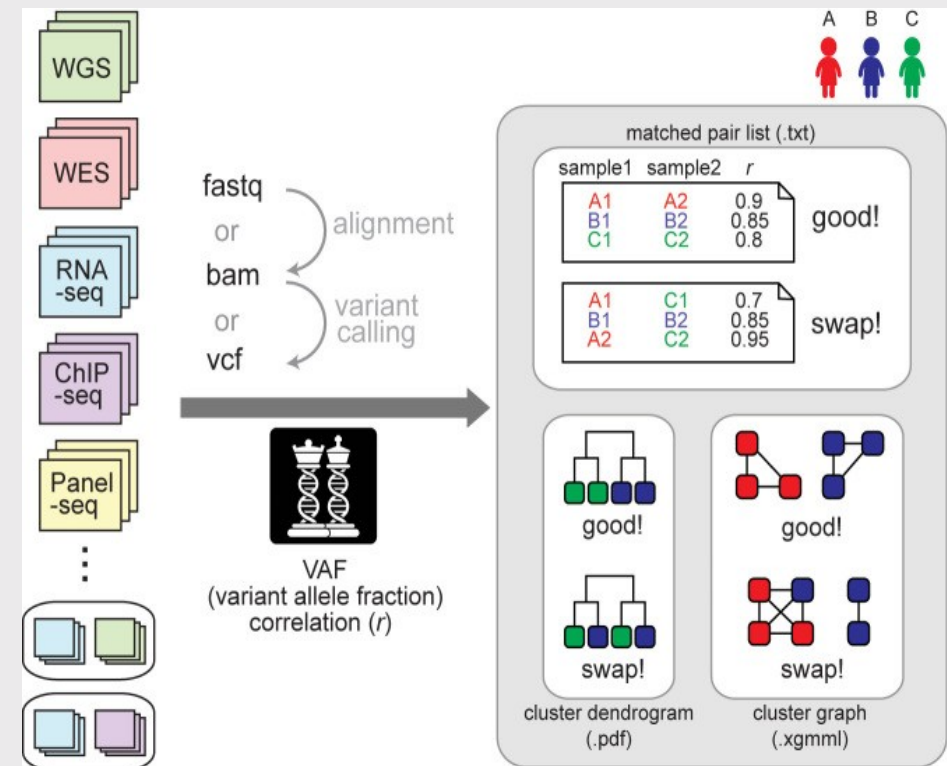 WGS
WES
RNA
-seq
ChIP
-seq
Panel
-seq
fastq
or
bam
or
vcf
alignment
variant
calling
VAF
(variant allele fraction)
correlation (r)
A B C
matched pair list (.txt)
sample1 sample2 r
A1 A2 0.9
B1 B2 0.85
C1 C2 0.8
good!
A1 C1 0.7
B1 B2 0.85
A2 C2 0.95
swap!
good!
swap!
cluster dendrogram
(.pdf)
good!
swap!
cluster graph
(.xgmml)